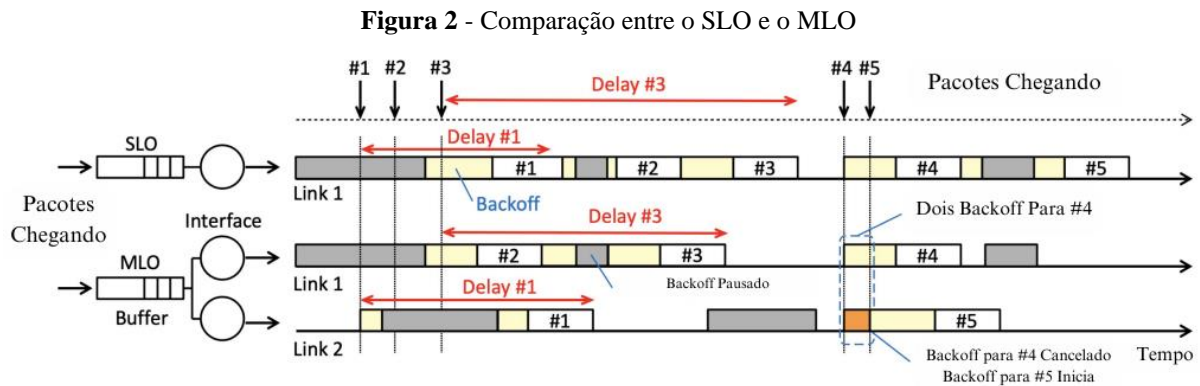 Figura 2 - Comparação entre o SLO e o MLO
#1 #2 #3 #4 #5 Pacotes Chegando
Delay #3
SLO
Delay #1
#1 #2 #3 #4 #5
Link 1
Backoff
Pacotes
Chegando
Interface
Delay #3
Dois Backoff Para #4
MLO
#2 #3 #4
Link 1
Backoff Pausado
Delay #1
Buffer
#1 #5
Link 2
Tempo
Backoff para #4 Cancelado
Backoff para #5 Inicia